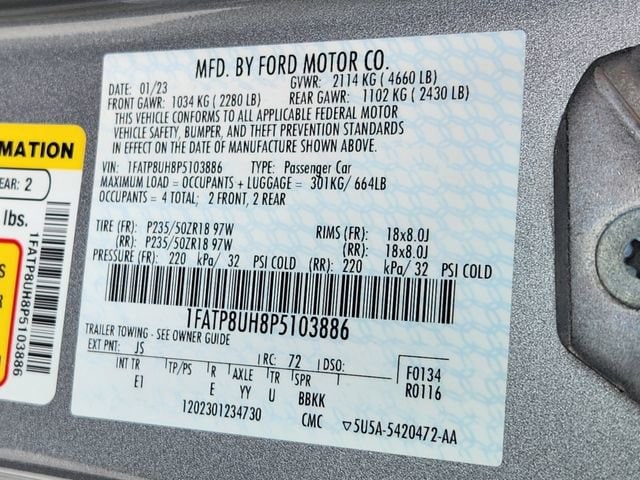 MFD. BY FORD MOTOR CO.
DATE: 01/23 GVWR: 2114 KG ( 4660 LB)
FRONT GAWR: 1034 KG ( 2280 LB) REAR GAWR: 1102 KG ( 2430 LB)
THIS VEHICLE CONFORMS TO ALL APPLICABLE FEDERAL MOTOR
VEHICLE SAFETY, BUMPER, AND THEFT PREVENTION STANDARDS
IN EFFECT ON THE DATE OF MANUFACTURE SHOWN ABOVE.
VIN: 1FATP8UH8P5103886 TYPE: Passenger Car
MAXIMUM LOAD = OCCUPANTS + LUGGAGE = 301KG/ 664LB
OCCUPANTS = 4 TOTAL; 2 FRONT, 2 REAR
TIRE (FR): P235/50ZR18 97W RIMS (FR): 18x8.0J
(RR): P235/50ZR18 97W (RR): 18x8.0J
PRESSURE (FR): 220 kPa/ 32 PSI COLD (RR): 220 kPa/ 32 PSI COLD
1FATP8UH8P5103886
TRAILER TOWING - SEE OWNER GUIDE
EXT PNT: JS RC: 72 DSO: F0134
INT TR TP/PS R AXLE TR SPR R0116
E1 E YY U BBKK
1202301234730 CMC ▽5U5A-5420472-AA
MATION
EAR: 2
lbs.
S
S
1FATP8UH8P5103886